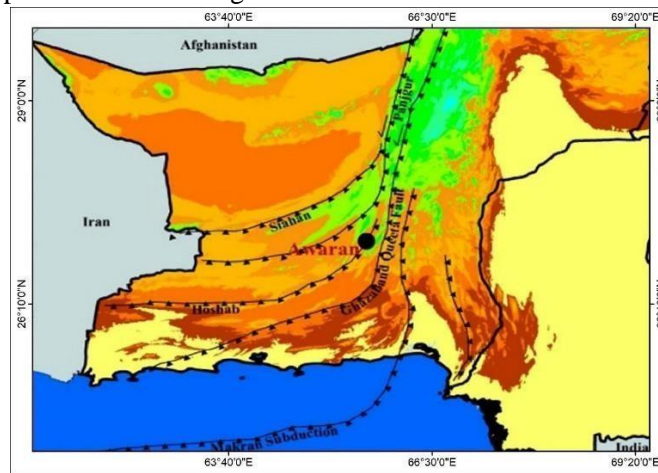 63°40'0"E 66°30'0"E 69°20'0"E
Afghanistan
29°0'0"N
Panjgur
Iran
Siahan
Awaran
Ghazaband Queeta Fault
26°10'0"N
Hoshab
Makran Subduction
India
63°40'0"E 66°30'0"E 69°20'0"E